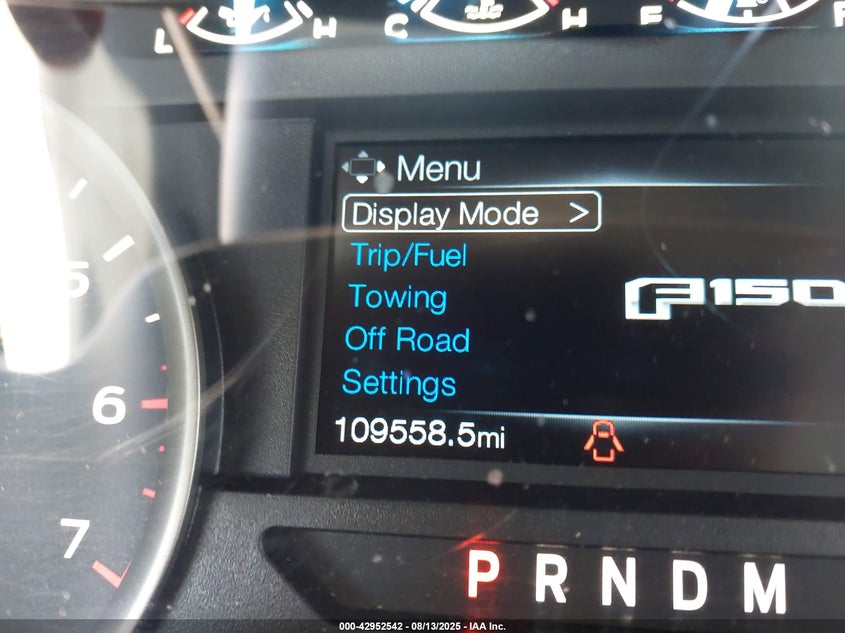 L H C H E F
Menu
Display Mode >
Trip/Fuel
Towing
F150
Off Road
Settings
109558.5mi
5
6
7
P R N D M
000-42952542 - 08/13/2025 - IAA Inc.